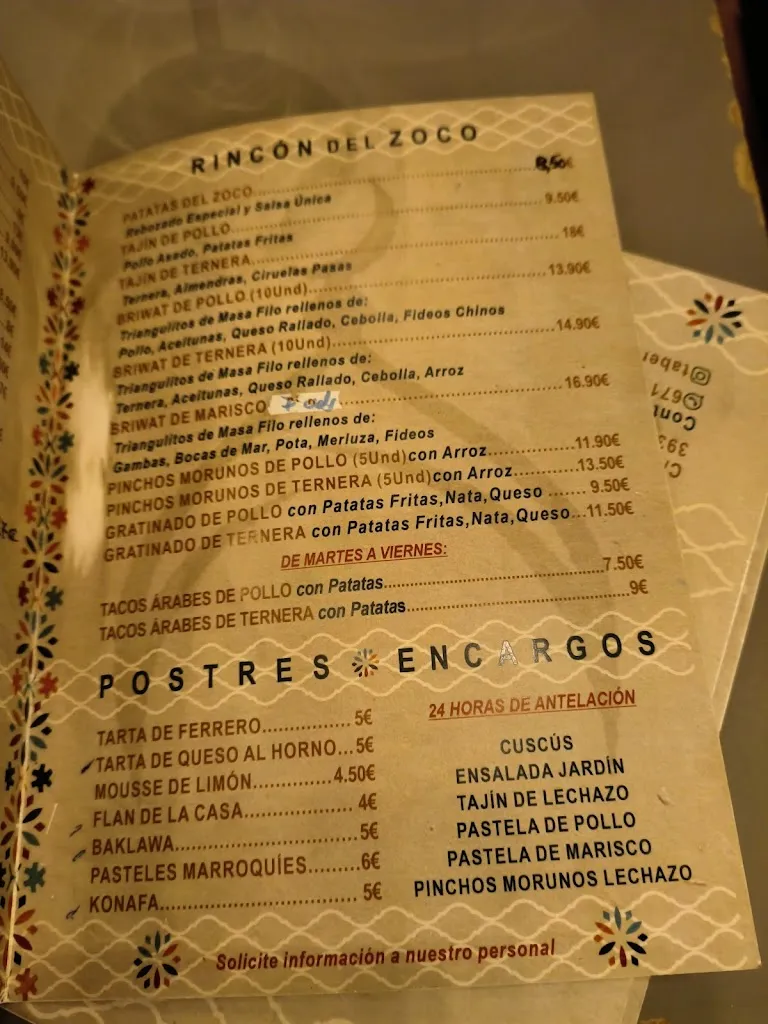 RINCÓN DEL ZOCO
PATATAS DEL ZOCO 8,50€
Rebozado Especial y Salsa Única
TAJÍN DE POLLO 9.50€
Pollo Asado, Patatas Fritas
TAJÍN DE TERNERA 18€
Ternera, Almendras, Ciruelas Pasas
BRIWAT DE POLLO (10Und) 13.90€
Triangulitos de Masa Filo rellenos de:
Pollo, Aceitunas, Queso Rallado, Cebolla, Fideos Chinos
BRIWAT DE TERNERA (10Und) 14.90€
Triangulitos de Masa Filo rellenos de:
Ternera, Aceitunas, Queso Rallado, Cebolla, Arroz
BRIWAT DE MARISCO 7 uds 16.90€
Triangulitos de Masa Filo rellenos de:
Gambas, Bocas de Mar, Pota, Merluza, Fideos
PINCHOS MORUNOS DE POLLO (5Und) con Arroz 11.90€
PINCHOS MORUNOS DE TERNERA (5Und) con Arroz 13.50€
GRATINADO DE POLLO con Patatas Fritas,Nata,Queso 9.50€
GRATINADO DE TERNERA con Patatas Fritas,Nata,Queso 11.50€
DE MARTES A VIERNES:
TACOS ÁRABES DE POLLO con Patatas 7.50€
TACOS ÁRABES DE TERNERA con Patatas 9€
POSTRES ENCARGOS
TARTA DE FERRERO 5€
TARTA DE QUESO AL HORNO 5€
MOUSSE DE LIMÓN 4.50€
FLAN DE LA CASA 4€
BAKLAWA 5€
PASTELES MARROQUÍES 6€
KONAFA 5€
24 HORAS DE ANTELACIÓN
CUSCÚS
ENSALADA JARDÍN
TAJÍN DE LECHAZO
PASTELA DE POLLO
PASTELA DE MARISCO
PINCHOS MORUNOS LECHAZO
Solicite información a nuestro personal
@taber
671
Cont
393
C/